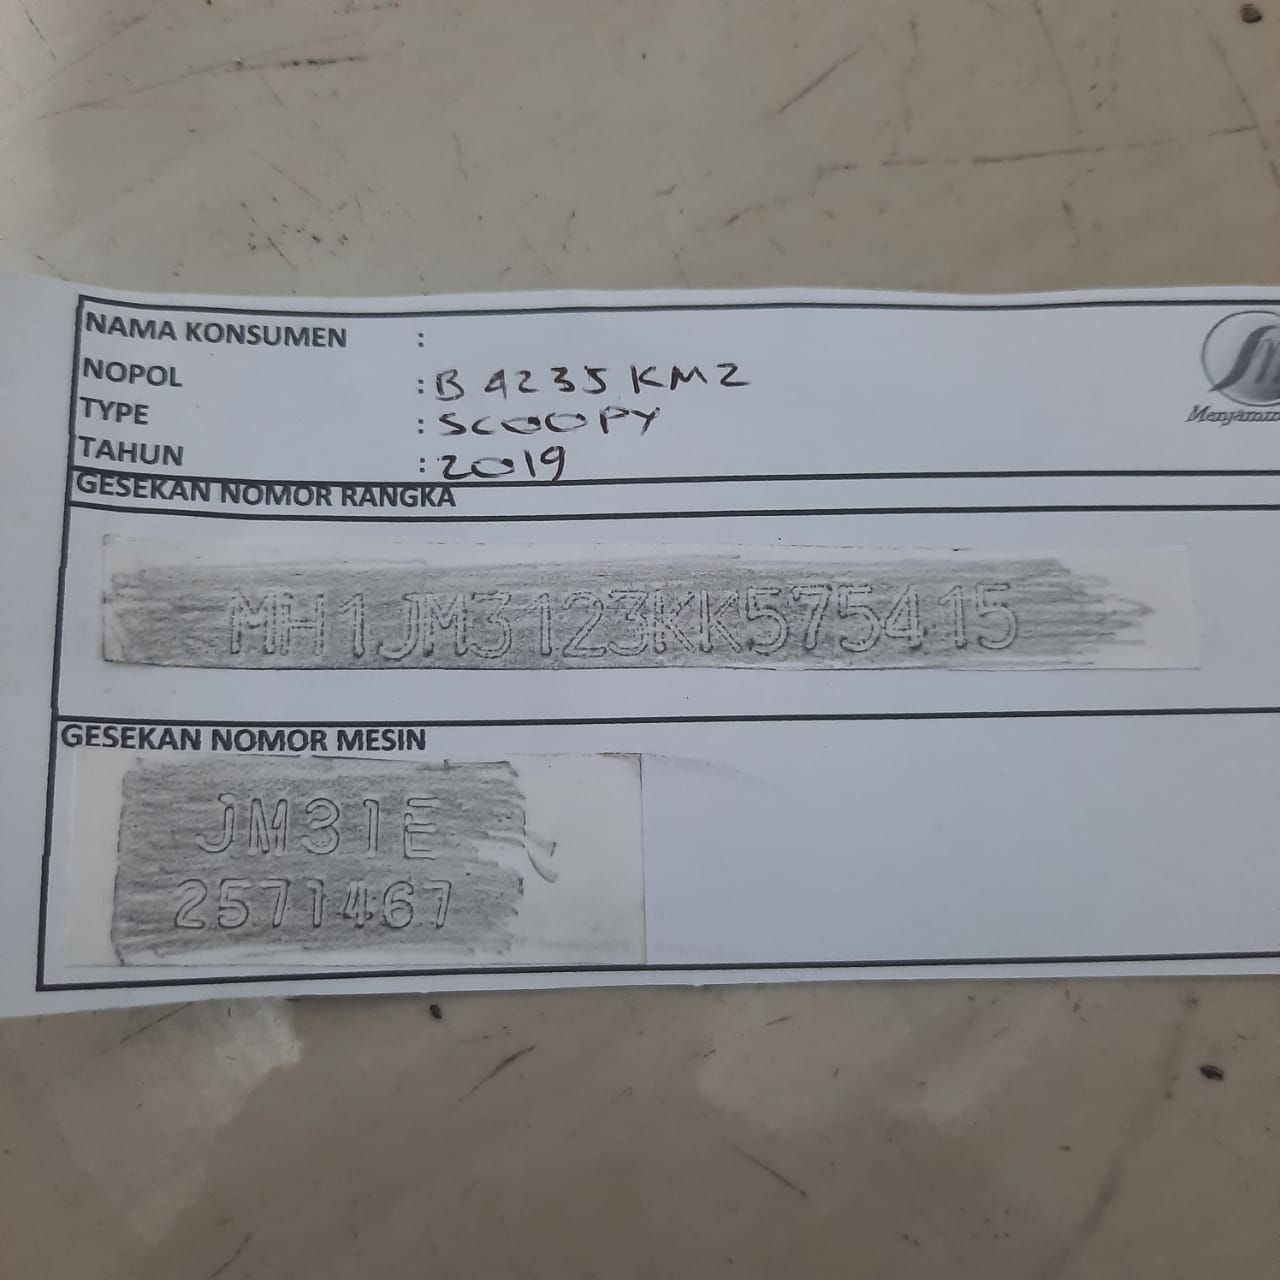 NAMA KONSUMEN :
NOPOL : B 4235 KMZ
TYPE : SCOOPY
TAHUN : 2019
GESEKAN NOMOR RANGKA
MH1JM3123KK575415
GESEKAN NOMOR MESIN
JM31E
2571467